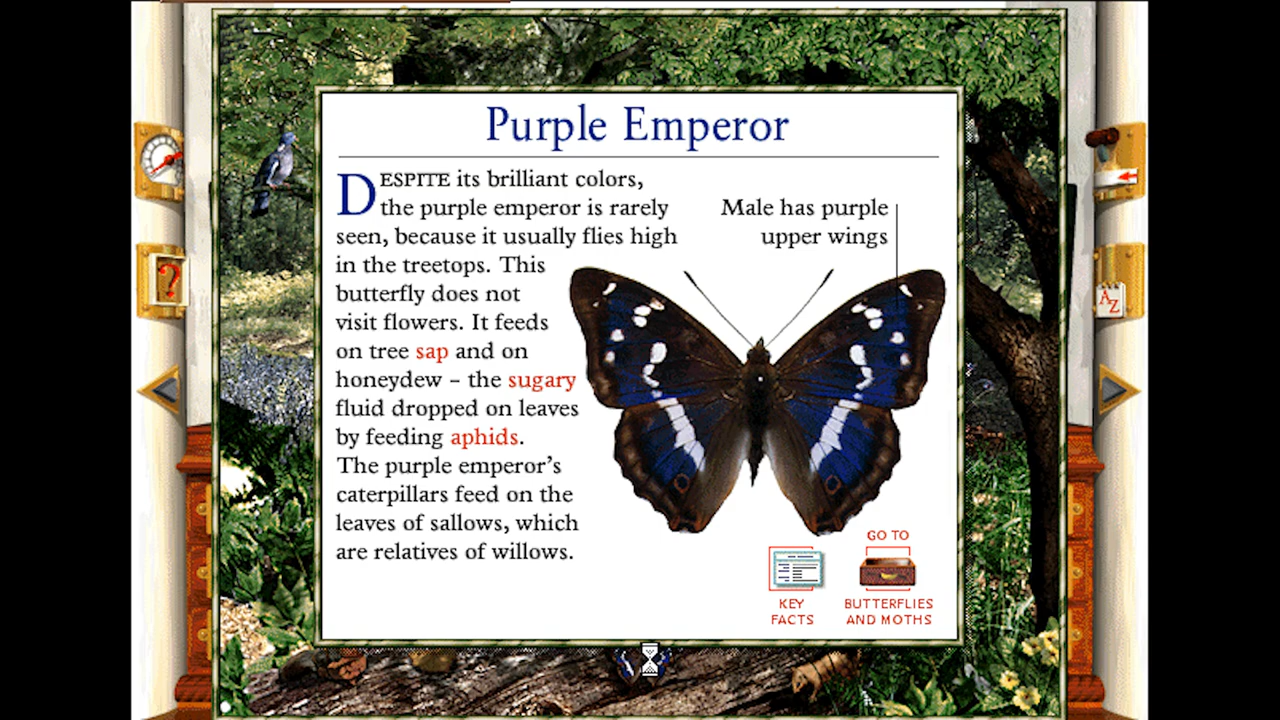 Purple Emperor
DESPITE its brilliant colors,
the purple emperor is rarely
seen, because it usually flies high
in the treetops. This
butterfly does not
visit flowers. It feeds
on tree sap and on
honeydew – the sugary
fluid dropped on leaves
by feeding aphids.
The purple emperor's
caterpillars feed on the
leaves of sallows, which
are relatives of willows.
Male has purple
upper wings
KEY
FACTS
GO TO
BUTTERFLIES
AND MOTHS
?
A
Z